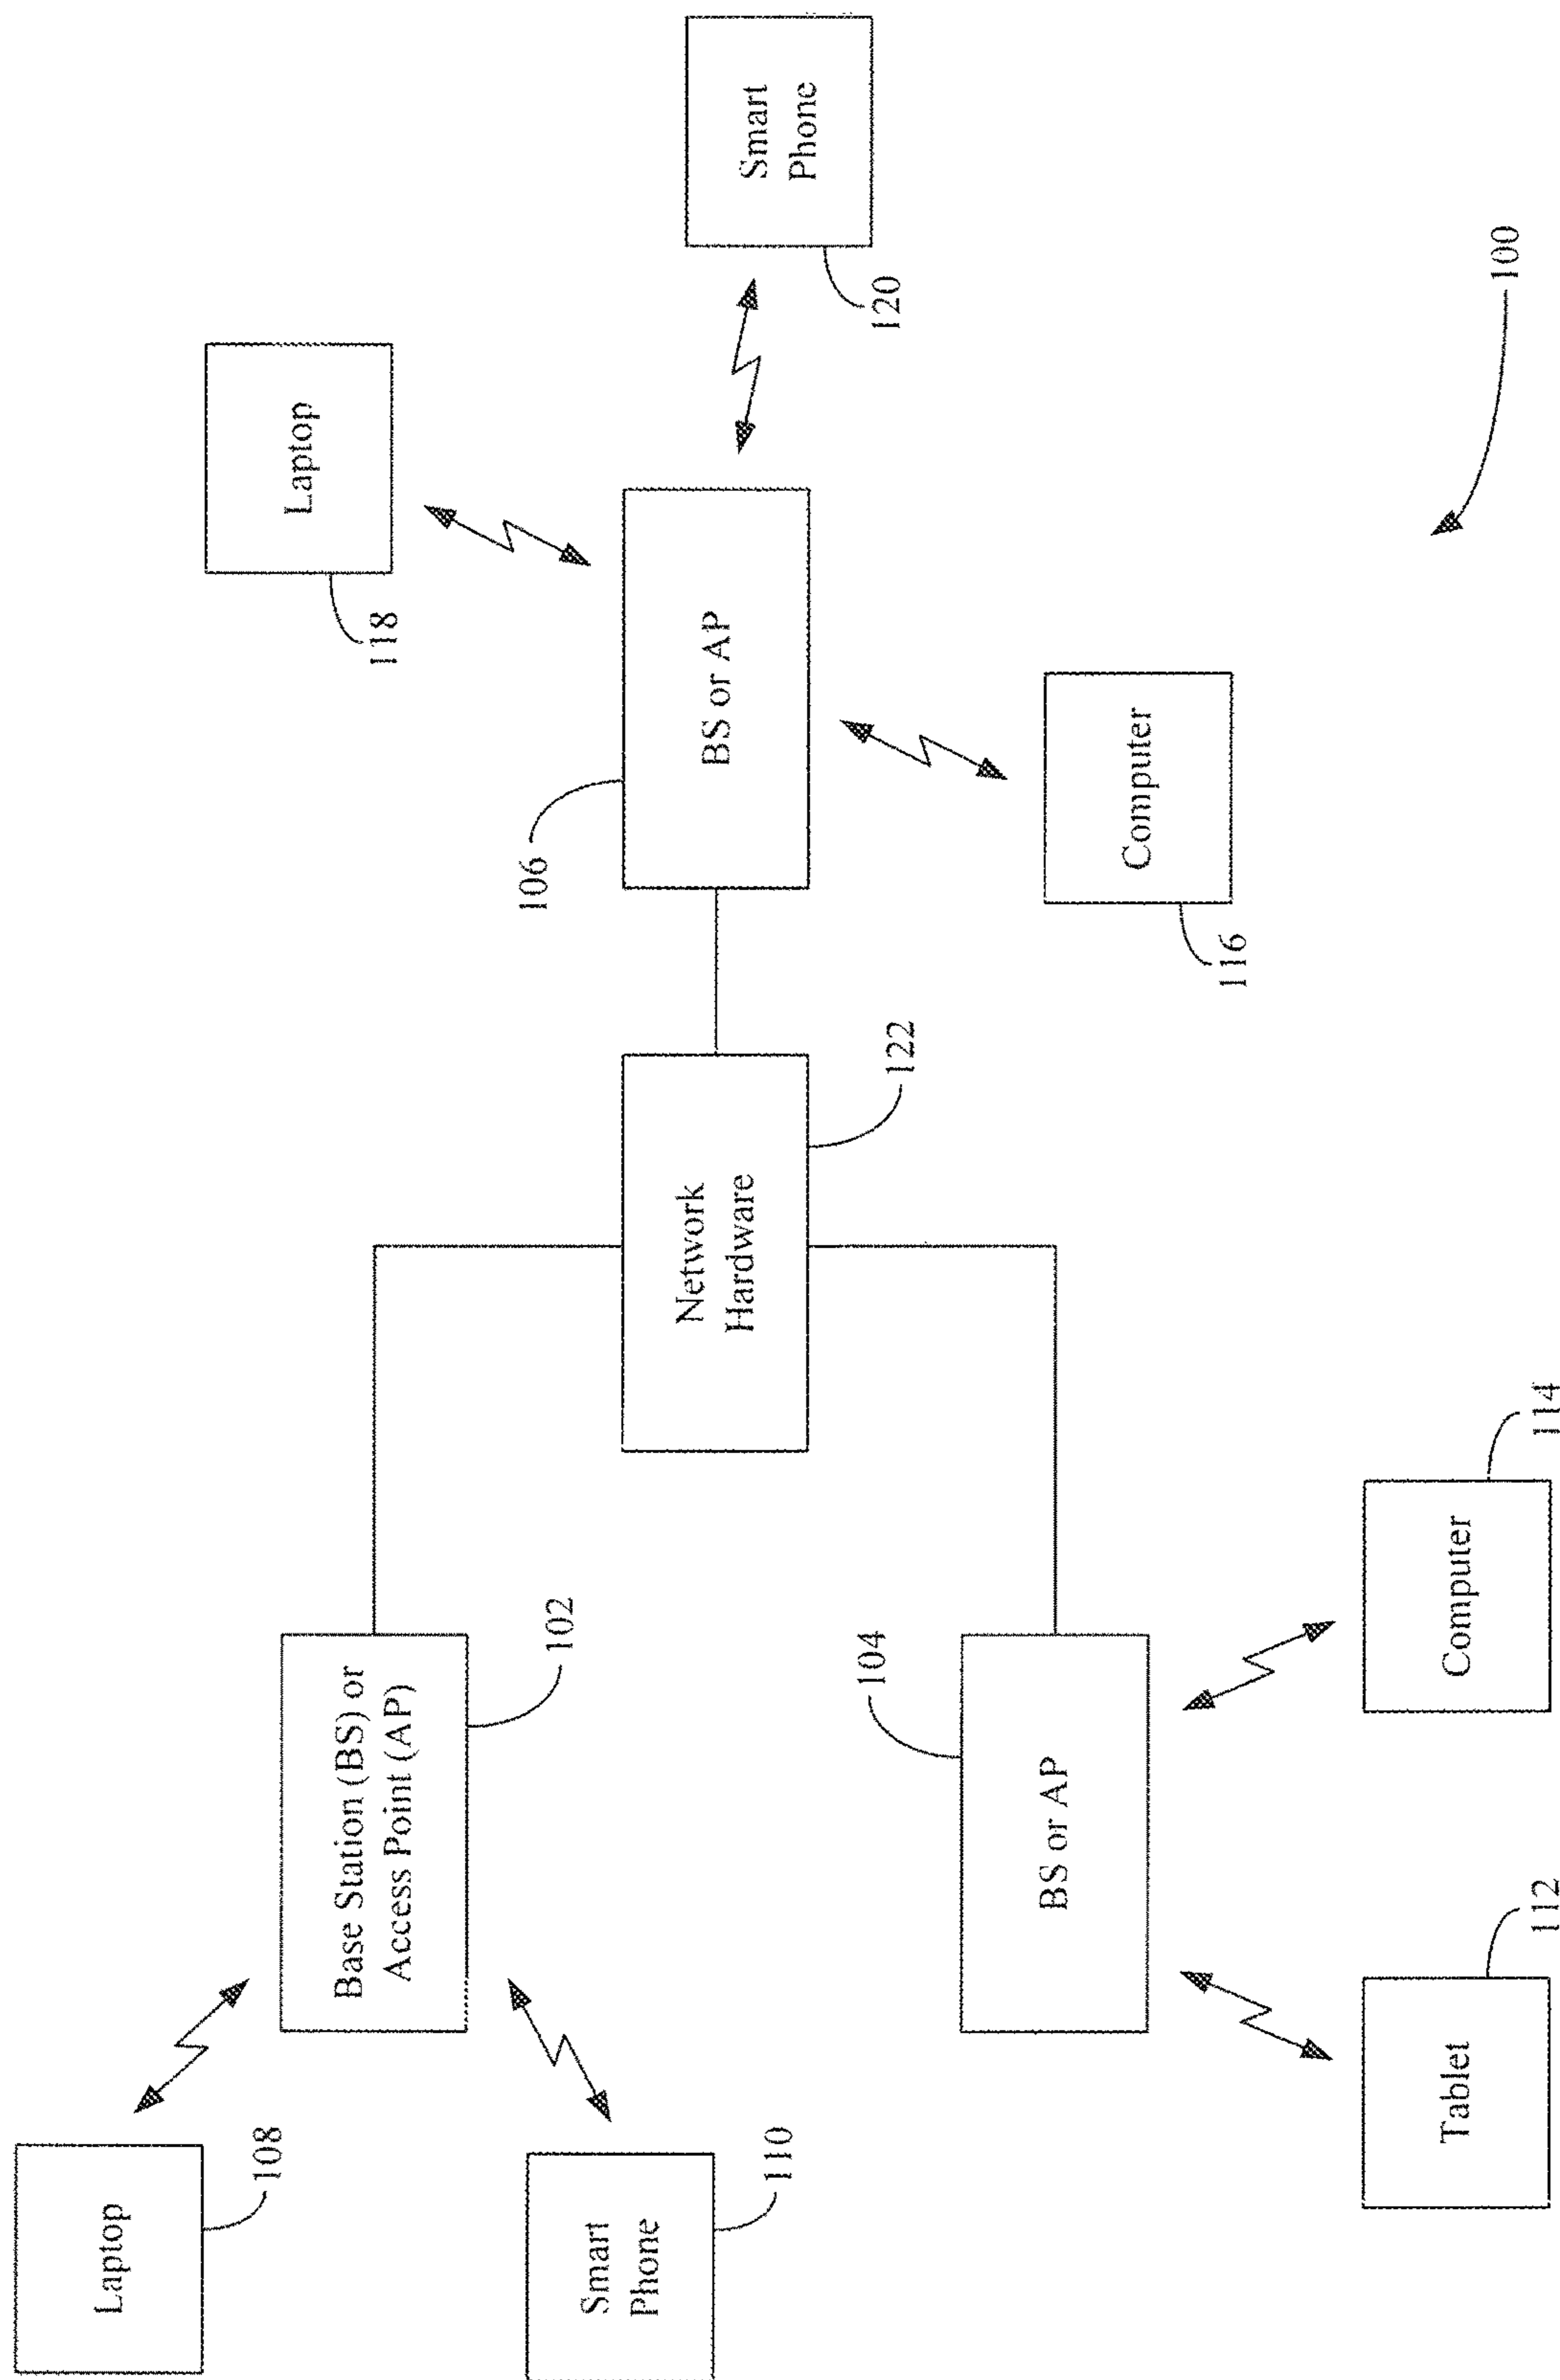 Laptop
108
Smart
Phone
110
Base Station (BS) or
Access Point (AP)
102
Tablet
112
BS or AP
104
Computer
114
Network
Hardware
122
BS or AP
106
Computer
116
Laptop
118
Smart
Phone
120
100